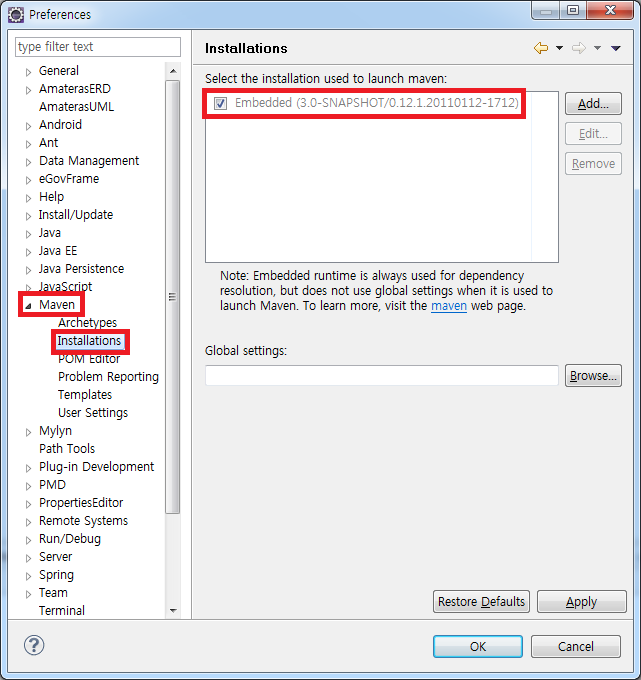 Preferences
type filter text
General
AmaterasERD
AmaterasUML
Android
Ant
Data Management
eGovFrame
Help
Install/Update
Java
Java EE
Java Persistence
JavaScript
Maven
Archetypes
Installations
POM Editor
Problem Reporting
Templates
User Settings
Mylyn
Path Tools
Plug-in Development
PMD
PropertiesEditor
Remote Systems
Run/Debug
Server
Spring
Team
Terminal
Installations
Select the installation used to launch maven:
Embedded (3.0-SNAPSHOT/0.12.1.20110112-1712)
Add...
Edit...
Remove
Note: Embedded runtime is always used for dependency
resolution, but does not use global settings when it is used to
launch Maven. To learn more, visit the maven web page.
Global settings:
Browse...
Restore Defaults
Apply
?
OK
Cancel